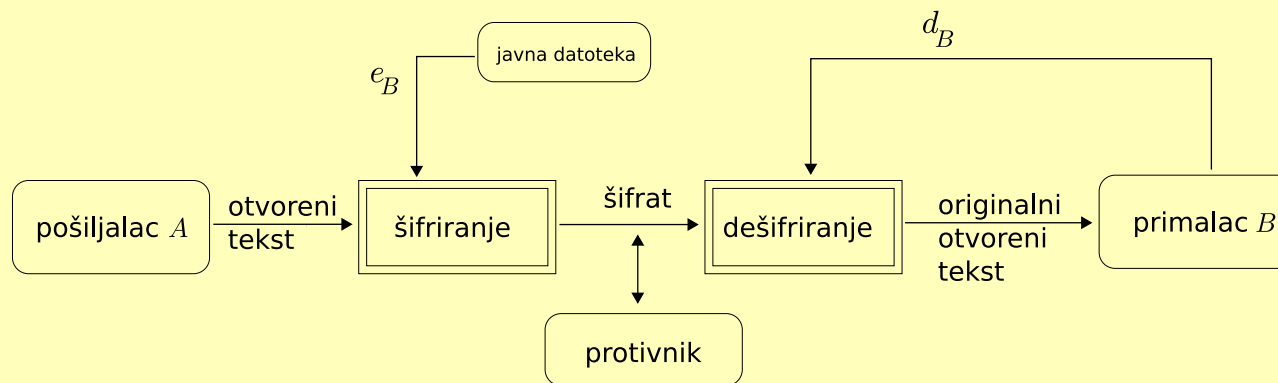 d_B
javna datoteka
e_B
pošiljalac A
otvoreni
tekst
šifriranje
šifrat
dešifriranje
originalni
otvoreni
tekst
primalac B
protivnik